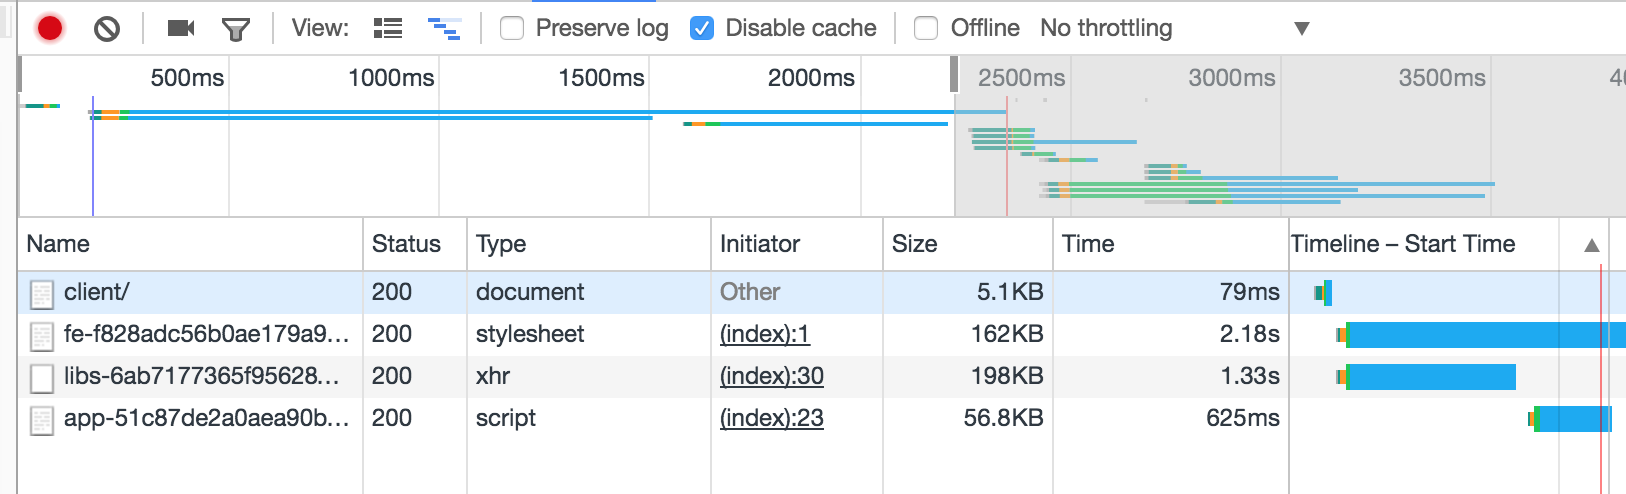 View: Preserve log Disable cache Offline No throttling ▼
500ms 1000ms 1500ms 2000ms 2500ms 3000ms 3500ms
Name Status Type Initiator Size Time Timeline – Start Time ▲
client/ 200 document Other 5.1KB 79ms
fe-f828adc56b0ae179a9... 200 stylesheet (index):1 162KB 2.18s
libs-6ab7177365f95628... 200 xhr (index):30 198KB 1.33s
app-51c87de2a0aea90b... 200 script (index):23 56.8KB 625ms